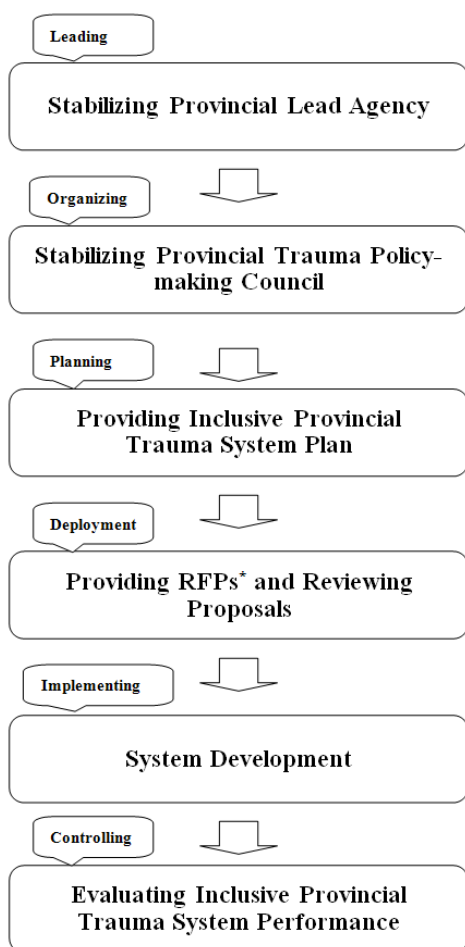 Leading
Stabilizing Provincial Lead Agency
Organizing
Stabilizing Provincial Trauma Policy-
making Council
Planning
Providing Inclusive Provincial
Trauma System Plan
Deployment
Providing RFPs* and Reviewing
Proposals
Implementing
System Development
Controlling
Evaluating Inclusive Provincial
Trauma System Performance